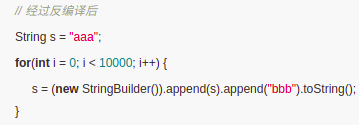 // 经过反编译后
String s = "aaa";
for(int i = 0; i < 10000; i++) {
s = (new StringBuilder()).append(s).append("bbb").toString();
}